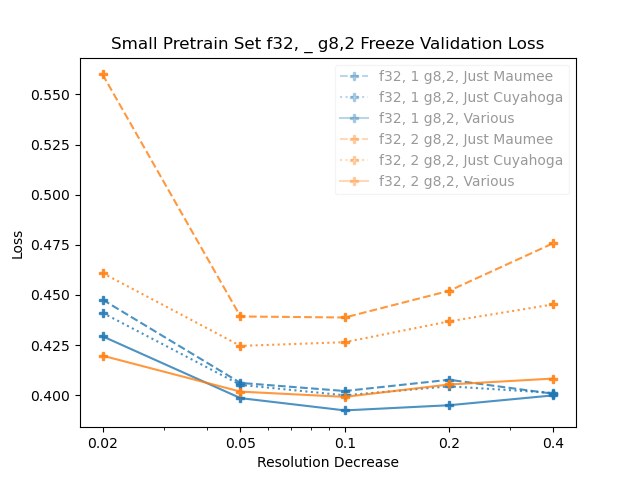 Small Pretrain Set f32, _ g8,2 Freeze Validation Loss
f32, 1 g8,2, Just Maumee
f32, 1 g8,2, Just Cuyahoga
f32, 1 g8,2, Various
f32, 2 g8,2, Just Maumee
f32, 2 g8,2, Just Cuyahoga
f32, 2 g8,2, Various
Loss
0.550
0.525
0.500
0.475
0.450
0.425
0.400
0.02
0.05
0.1
0.2
0.4
Resolution Decrease